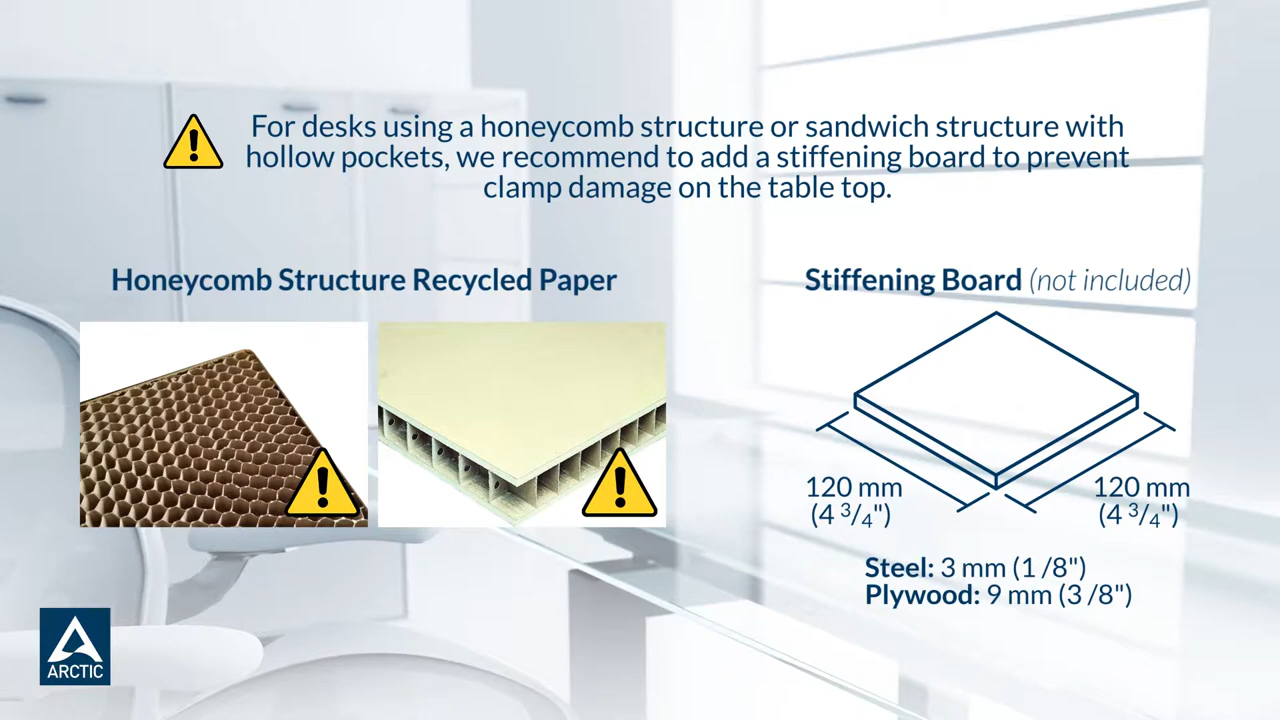 For desks using a honeycomb structure or sandwich structure with
hollow pockets, we recommend to add a stiffening board to prevent
clamp damage on the table top.
Honeycomb Structure Recycled Paper
Stiffening Board (not included)
120 mm
(4 3/4")
120 mm
(4 3/4")
Steel: 3 mm (1 /8")
Plywood: 9 mm (3 /8")
ARCTIC